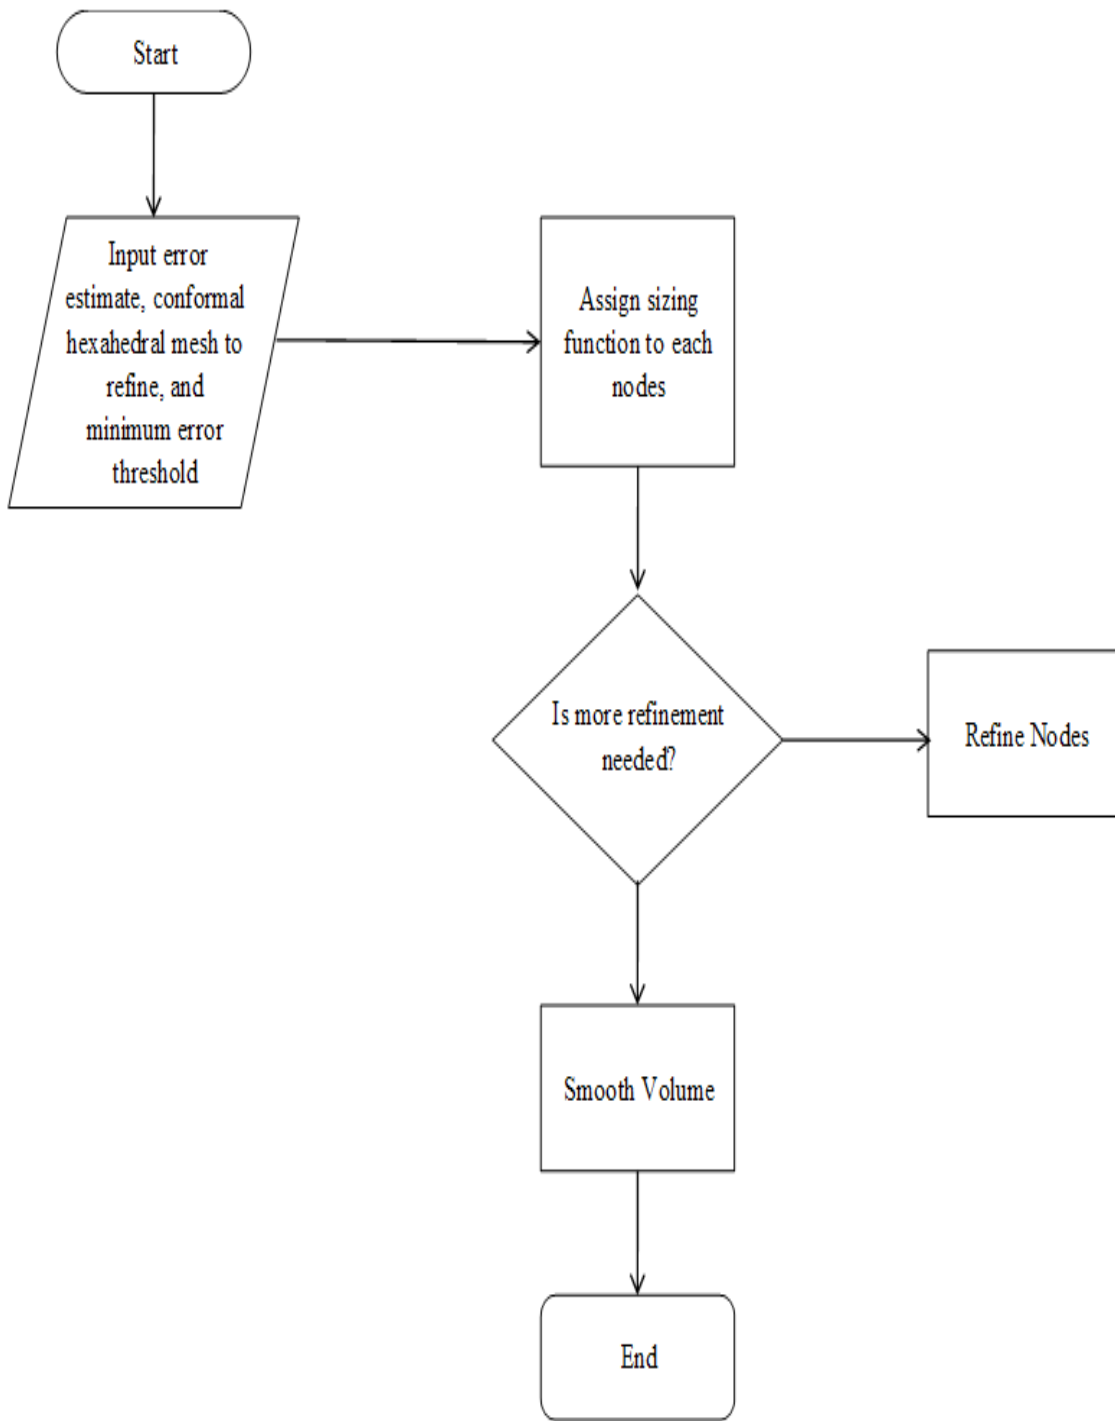 Start
Input error
estimate, conformal
hexahedral mesh to
refine, and
minimum error
threshold
Assign sizing
function to each
nodes
Is more refinement
needed?
Refine Nodes
Smooth Volume
End